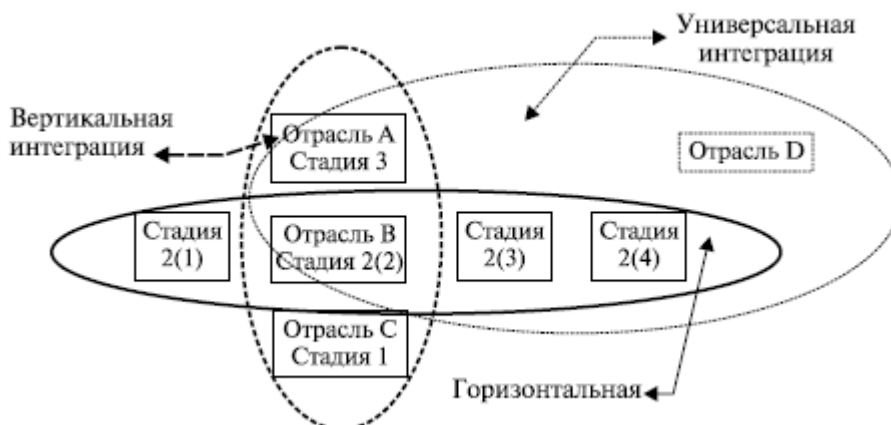 Универсальная
интеграция
Вертикальная
интеграция
Отрасль A
Стадия 3
Отрасль D
Стадия
2(1)
Отрасль B
Стадия 2(2)
Стадия
2(3)
Стадия
2(4)
Отрасль C
Стадия 1
Горизонтальная